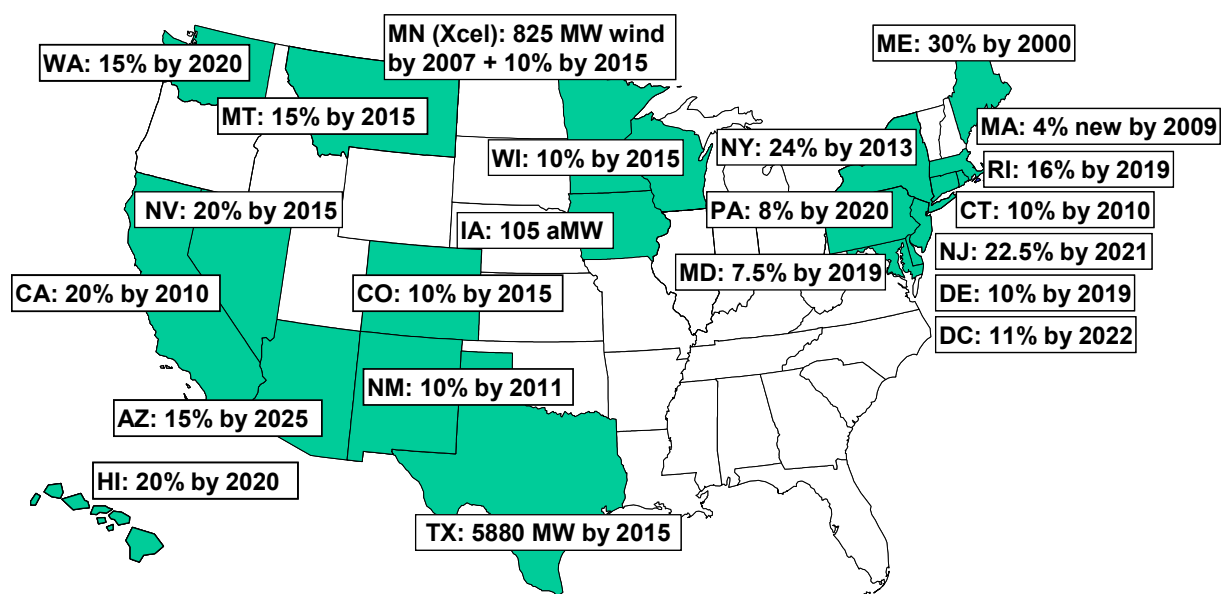 MN (Xcel): 825 MW wind
by 2007 + 10% by 2015
ME: 30% by 2000
WA: 15% by 2020
MT: 15% by 2015
MA: 4% new by 2009
WI: 10% by 2015
NY: 24% by 2013
RI: 16% by 2019
NV: 20% by 2015
PA: 8% by 2020
CT: 10% by 2010
IA: 105 aMW
NJ: 22.5% by 2021
MD: 7.5% by 2019
CA: 20% by 2010
CO: 10% by 2015
DE: 10% by 2019
DC: 11% by 2022
NM: 10% by 2011
AZ: 15% by 2025
HI: 20% by 2020
TX: 5880 MW by 2015